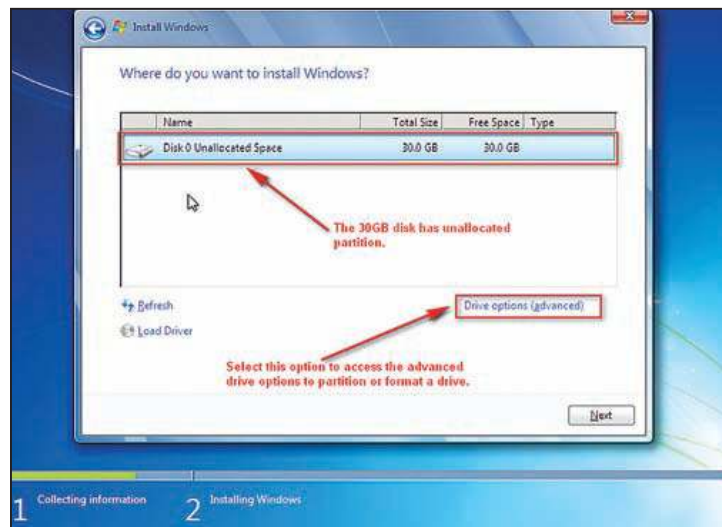 Install Windows
Where do you want to install Windows?
Name Total Size Free Space Type
Disk 0 Unallocated Space 30.0 GB 30.0 GB
The 30GB disk has unallocated
partition.
Refresh
Drive options (advanced)
Load Driver
Select this option to access the advanced
drive options to partition or format a drive.
Next
1 Collecting information
2 Installing Windows